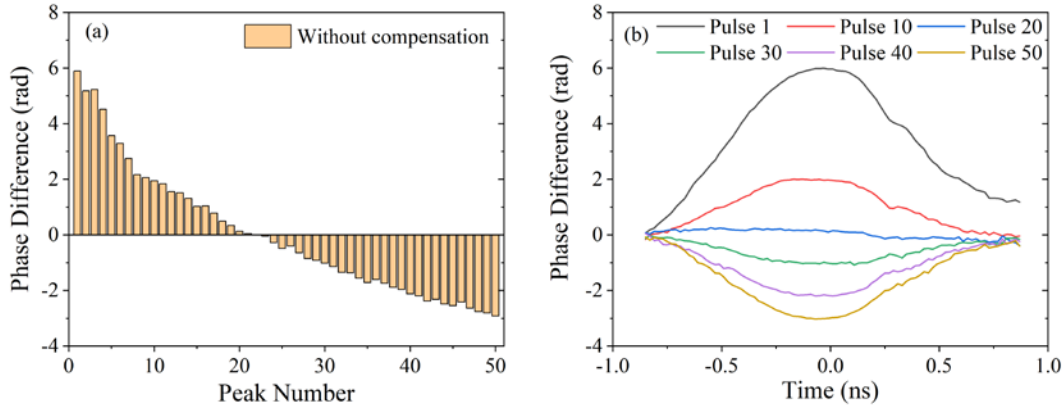 (a)
Without compensation
Phase Difference (rad)
8
6
4
2
0
-2
-4
0 10 20 30 40 50
Peak Number
(b)
Pulse 1 Pulse 10 Pulse 20
Pulse 30 Pulse 40 Pulse 50
Phase Difference (rad)
8
6
4
2
0
-2
-4
-1.0 -0.5 0.0 0.5 1.0
Time (ns)